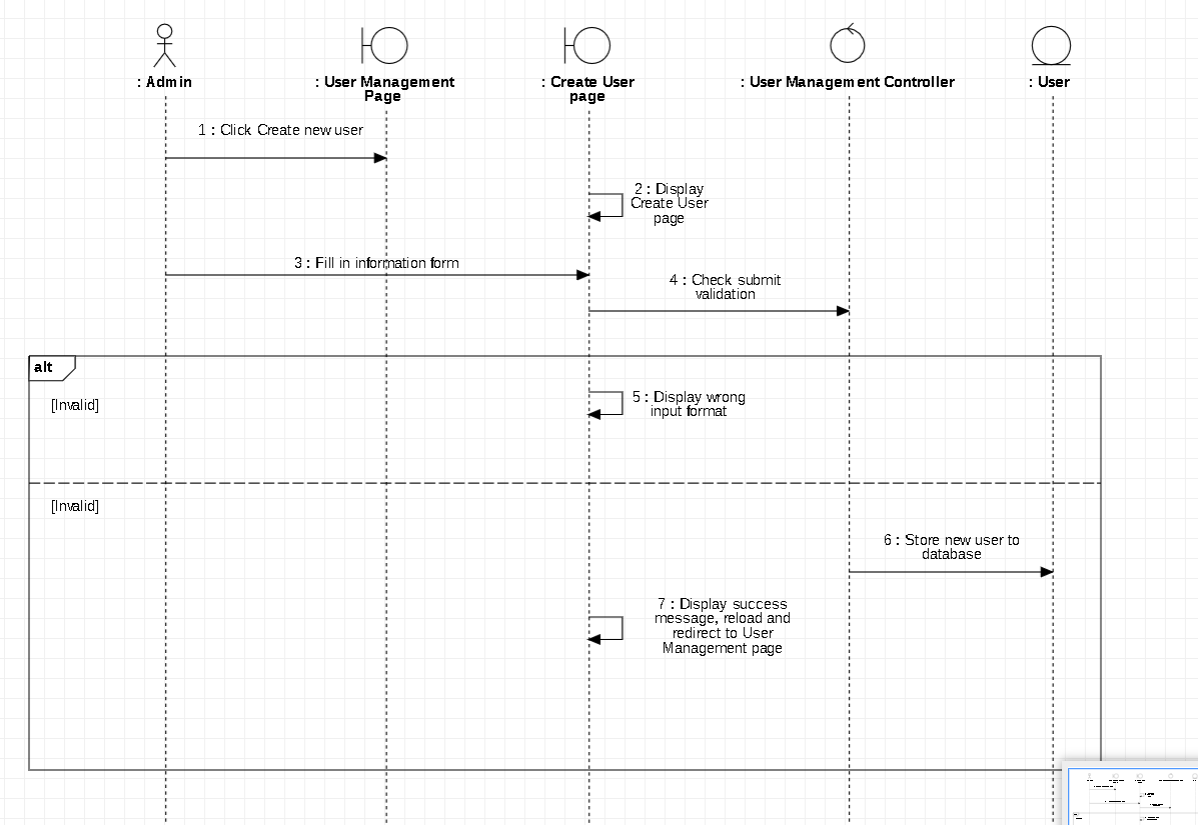 : Admin
: User Management
Page
: Create User
page
: User Management Controller
: User
1 : Click Create new user
2 : Display
Create User
page
3 : Fill in information form
4 : Check submit
validation
alt
[Invalid]
5 : Display wrong
input format
[Invalid]
6 : Store new user to
database
7 : Display success
message, reload and
redirect to User
Management page